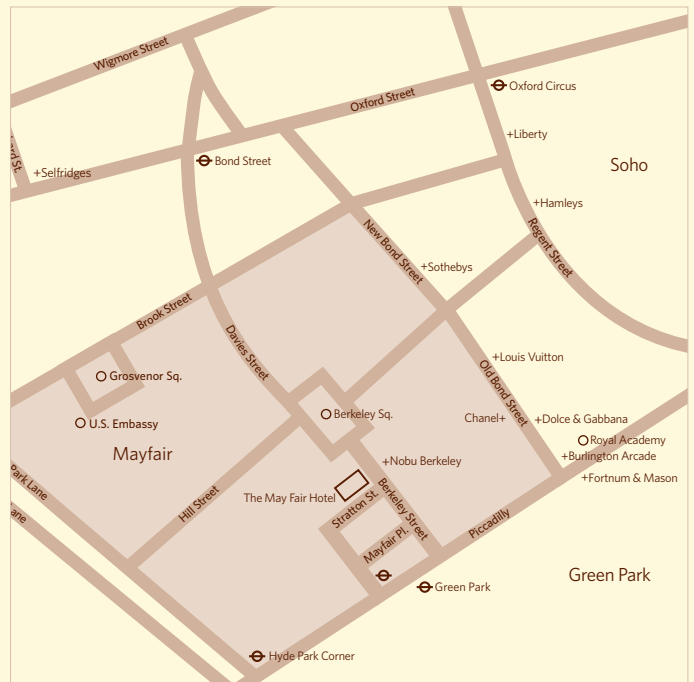 Wigmore Street
Oxford Street
Oxford Circus
+Liberty
Bond Street
Soho
+Selfridges
+Hamleys
New Bond Street
Regent Street
+Sothebys
Brook Street
Davies Street
+Louis Vuitton
Old Bond Street
Grosvenor Sq.
U.S. Embassy
Berkeley Sq.
Chanel+
+Dolce & Gabbana
Royal Academy
+Burlington Arcade
Mayfair
+Nobu Berkeley
+Fortnum & Mason
Park Lane
Hill Street
The May Fair Hotel
Stratton St.
Berkeley Street
Piccadilly
Mayfair Pl.
Green Park
Green Park
Hyde Park Corner